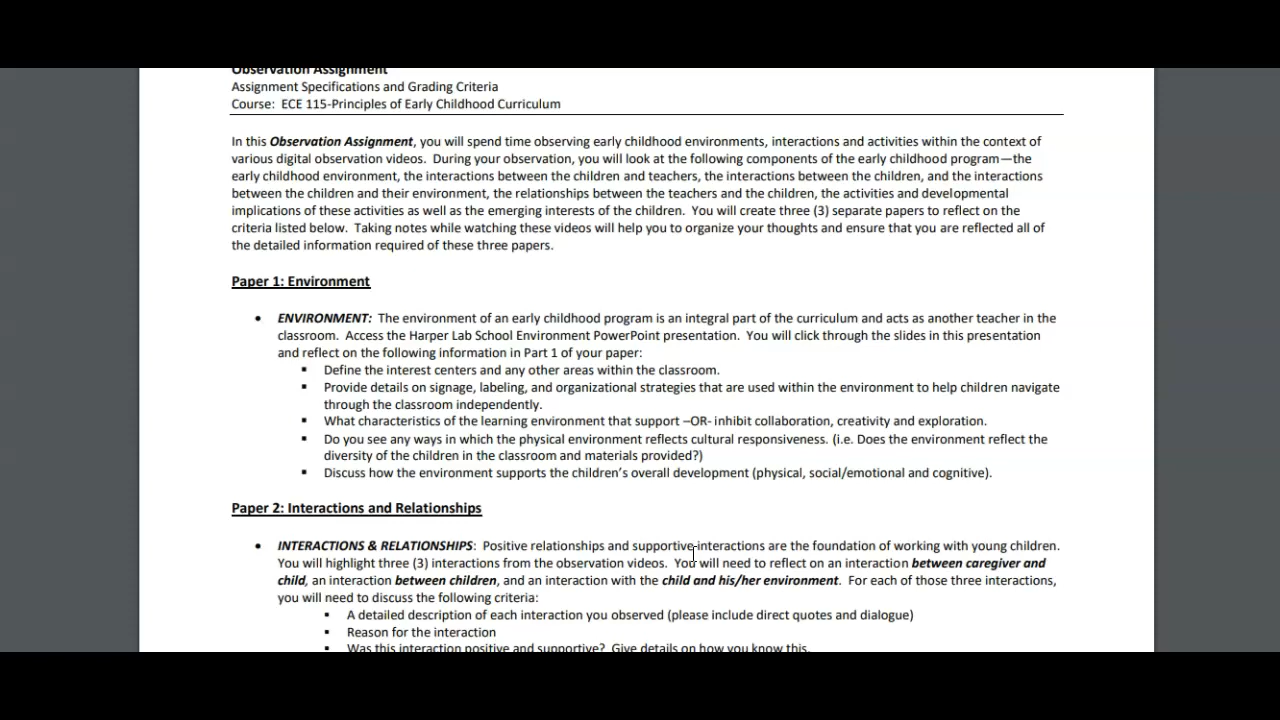 Observation Assignment
Assignment Specifications and Grading Criteria
Course:  ECE 115-Principles of Early Childhood Curriculum
In this Observation Assignment, you will spend time observing early childhood environments, interactions and activities within the context of
various digital observation videos.  During your observation, you will look at the following components of the early childhood program—the
early childhood environment, the interactions between the children and teachers, the interactions between the children, and the interactions
between the children and their environment, the relationships between the teachers and the children, the activities and developmental
implications of these activities as well as the emerging interests of the children.  You will create three (3) separate papers to reflect on the
criteria listed below.  Taking notes while watching these videos will help you to organize your thoughts and ensure that you are reflected all of
the detailed information required of these three papers.
Paper 1: Environment
• ENVIRONMENT:  The environment of an early childhood program is an integral part of the curriculum and acts as another teacher in the
classroom.  Access the Harper Lab School Environment PowerPoint presentation.  You will click through the slides in this presentation
and reflect on the following information in Part 1 of your paper:
▪ Define the interest centers and any other areas within the classroom.
▪ Provide details on signage, labeling, and organizational strategies that are used within the environment to help children navigate
through the classroom independently.
▪ What characteristics of the learning environment that support –OR- inhibit collaboration, creativity and exploration.
▪ Do you see any ways in which the physical environment reflects cultural responsiveness. (i.e. Does the environment reflect the
diversity of the children in the classroom and materials provided?)
▪ Discuss how the environment supports the children's overall development (physical, social/emotional and cognitive).
Paper 2: Interactions and Relationships
• INTERACTIONS & RELATIONSHIPS:  Positive relationships and supportive interactions are the foundation of working with young children.
You will highlight three (3) interactions from the observation videos.  You will need to reflect on an interaction between caregiver and
child, an interaction between children, and an interaction with the child and his/her environment.  For each of those three interactions,
you will need to discuss the following criteria:
▪ A detailed description of each interaction you observed (please include direct quotes and dialogue)
▪ Reason for the interaction
▪ Was this interaction positive and supportive?  Give details on how you know this.